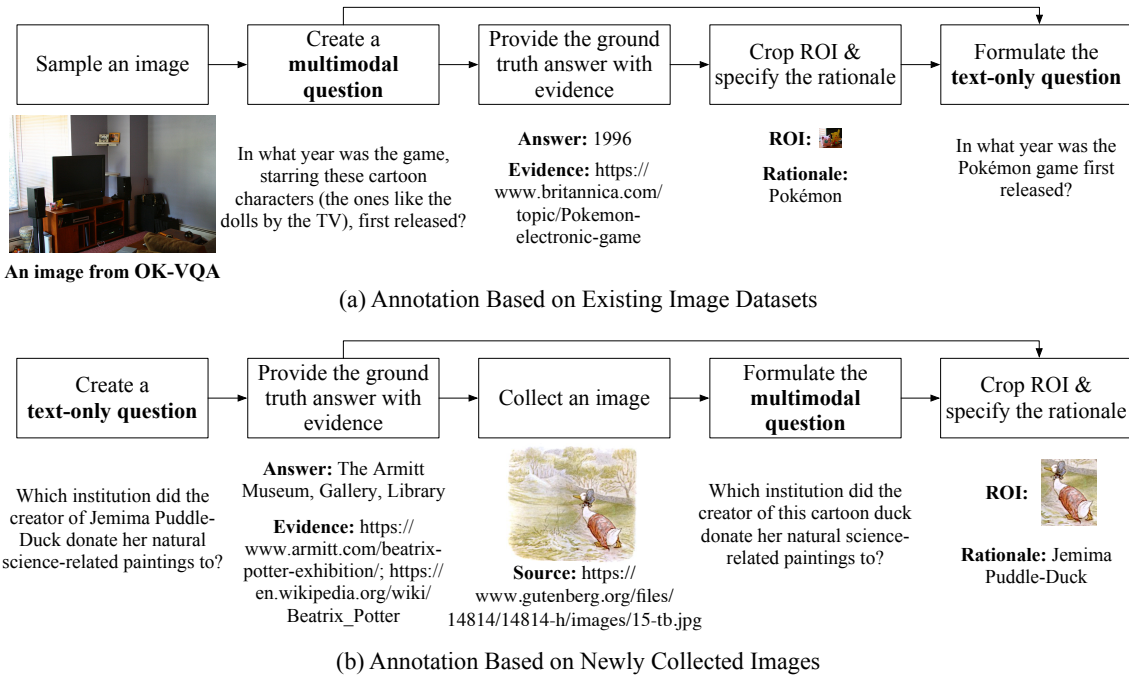 Sample an image
Create a
multimodal
question
Provide the ground
truth answer with
evidence
Crop ROI &
specify the rationale
Formulate the
text-only question
An image from OK-VQA
In what year was the game,
starring these cartoon
characters (the ones like the
dolls by the TV), first released?
Answer: 1996
Evidence: https://
www.britannica.com/
topic/Pokemon-
electronic-game
ROI:
Rationale:
Pokémon
In what year was the
Pokémon game first
released?
(a) Annotation Based on Existing Image Datasets
Create a
text-only question
Provide the ground
truth answer with
evidence
Collect an image
Formulate the
multimodal
question
Crop ROI &
specify the rationale
Which institution did the
creator of Jemima Puddle-
Duck donate her natural
science-related paintings to?
Answer: The Armitt
Museum, Gallery, Library
Evidence: https://
www.armitt.com/beatrix-
potter-exhibition/; https://
en.wikipedia.org/wiki/
Beatrix_Potter
Source: https://
www.gutenberg.org/files/
14814/14814-h/images/15-tb.jpg
Which institution did the
creator of this cartoon duck
donate her natural science-
related paintings to?
ROI:
Rationale: Jemima
Puddle-Duck
(b) Annotation Based on Newly Collected Images